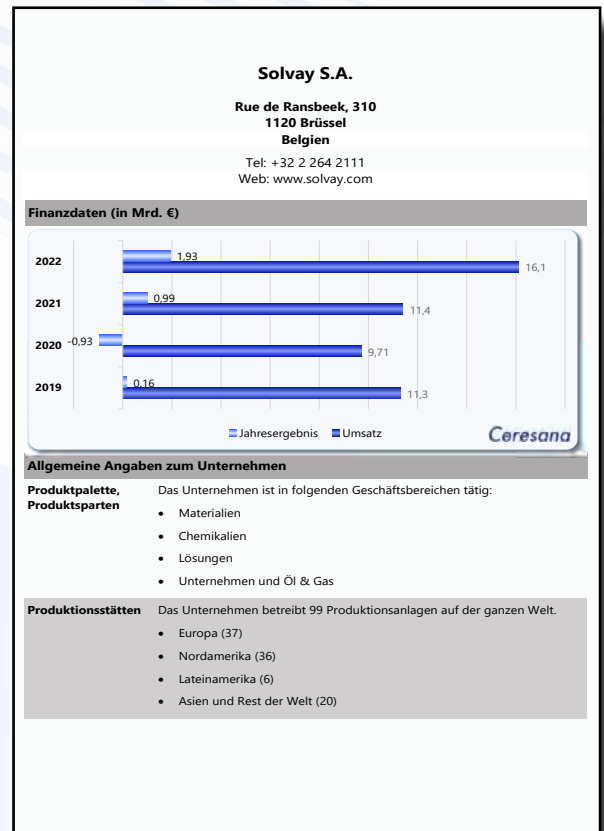 Solvay S.A.
Rue de Ransbeek, 310
1120 Brüssel
Belgien
Tel: +32 2 264 2111
Web: www.solvay.com
Finanzdaten (in Mrd. €)
2022 1,93 16,1
2021 0,99 11,4
2020 -0,93 9,71
2019 0,16 11,3
Jahresergebnis Umsatz
Ceresana
Allgemeine Angaben zum Unternehmen
Produktpalette, Produktsparten
Das Unternehmen ist in folgenden Geschäftsbereichen tätig:
• Materialien
• Chemikalien
• Lösungen
• Unternehmen und Öl & Gas
Produktionsstätten Das Unternehmen betreibt 99 Produktionsanlagen auf der ganzen Welt.
• Europa (37)
• Nordamerika (36)
• Lateinamerika (6)
• Asien und Rest der Welt (20)